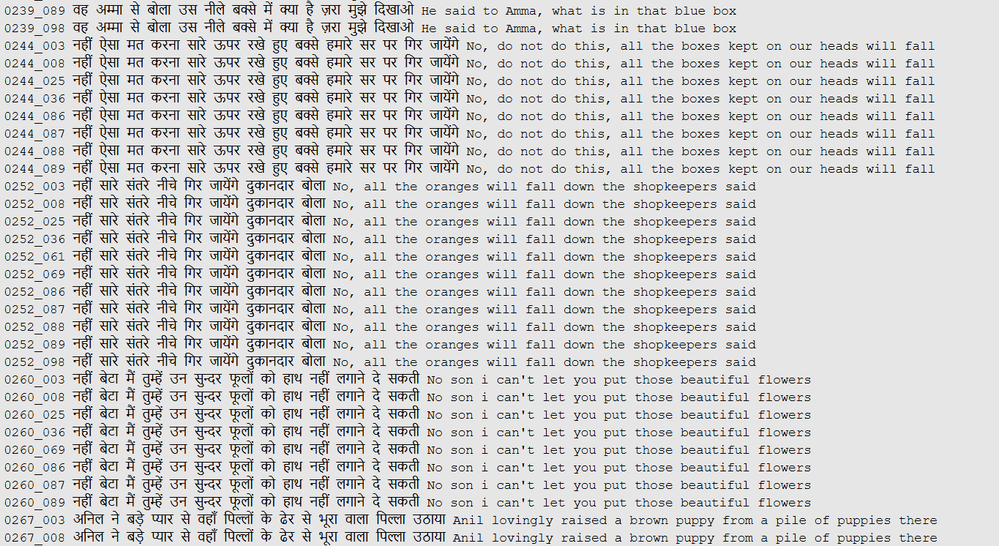 0239_089 वह अम्मा से बोला उस नीले बक्से में क्या है ज़रा मुझे दिखाओ He said to Amma, what is in that blue box
0239_098 वह अम्मा से बोला उस नीले बक्से में क्या है ज़रा मुझे दिखाओ He said to Amma, what is in that blue box
0244_003 नहीं ऐसा मत करना सारे ऊपर रखे हुए बक्से हमारे सर पर गिर जायेंगे No, do not do this, all the boxes kept on our heads will fall
0244_008 नहीं ऐसा मत करना सारे ऊपर रखे हुए बक्से हमारे सर पर गिर जायेंगे No, do not do this, all the boxes kept on our heads will fall
0244_025 नहीं ऐसा मत करना सारे ऊपर रखे हुए बक्से हमारे सर पर गिर जायेंगे No, do not do this, all the boxes kept on our heads will fall
0244_036 नहीं ऐसा मत करना सारे ऊपर रखे हुए बक्से हमारे सर पर गिर जायेंगे No, do not do this, all the boxes kept on our heads will fall
0244_086 नहीं ऐसा मत करना सारे ऊपर रखे हुए बक्से हमारे सर पर गिर जायेंगे No, do not do this, all the boxes kept on our heads will fall
0244_087 नहीं ऐसा मत करना सारे ऊपर रखे हुए बक्से हमारे सर पर गिर जायेंगे No, do not do this, all the boxes kept on our heads will fall
0244_088 नहीं ऐसा मत करना सारे ऊपर रखे हुए बक्से हमारे सर पर गिर जायेंगे No, do not do this, all the boxes kept on our heads will fall
0244_089 नहीं ऐसा मत करना सारे ऊपर रखे हुए बक्से हमारे सर पर गिर जायेंगे No, do not do this, all the boxes kept on our heads will fall
0252_003 नहीं सारे संतरे नीचे गिर जायेंगे दुकानदार बोला No, all the oranges will fall down the shopkeepers said
0252_008 नहीं सारे संतरे नीचे गिर जायेंगे दुकानदार बोला No, all the oranges will fall down the shopkeepers said
0252_025 नहीं सारे संतरे नीचे गिर जायेंगे दुकानदार बोला No, all the oranges will fall down the shopkeepers said
0252_036 नहीं सारे संतरे नीचे गिर जायेंगे दुकानदार बोला No, all the oranges will fall down the shopkeepers said
0252_061 नहीं सारे संतरे नीचे गिर जायेंगे दुकानदार बोला No, all the oranges will fall down the shopkeepers said
0252_069 नहीं सारे संतरे नीचे गिर जायेंगे दुकानदार बोला No, all the oranges will fall down the shopkeepers said
0252_086 नहीं सारे संतरे नीचे गिर जायेंगे दुकानदार बोला No, all the oranges will fall down the shopkeepers said
0252_087 नहीं सारे संतरे नीचे गिर जायेंगे दुकानदार बोला No, all the oranges will fall down the shopkeepers said
0252_088 नहीं सारे संतरे नीचे गिर जायेंगे दुकानदार बोला No, all the oranges will fall down the shopkeepers said
0252_089 नहीं सारे संतरे नीचे गिर जायेंगे दुकानदार बोला No, all the oranges will fall down the shopkeepers said
0252_098 नहीं सारे संतरे नीचे गिर जायेंगे दुकानदार बोला No, all the oranges will fall down the shopkeepers said
0260_003 नहीं बेटा मैं तुम्हें उन सुन्दर फूलों को हाथ नहीं लगाने दे सकती No son i can't let you put those beautiful flowers
0260_008 नहीं बेटा मैं तुम्हें उन सुन्दर फूलों को हाथ नहीं लगाने दे सकती No son i can't let you put those beautiful flowers
0260_025 नहीं बेटा मैं तुम्हें उन सुन्दर फूलों को हाथ नहीं लगाने दे सकती No son i can't let you put those beautiful flowers
0260_036 नहीं बेटा मैं तुम्हें उन सुन्दर फूलों को हाथ नहीं लगाने दे सकती No son i can't let you put those beautiful flowers
0260_069 नहीं बेटा मैं तुम्हें उन सुन्दर फूलों को हाथ नहीं लगाने दे सकती No son i can't let you put those beautiful flowers
0260_086 नहीं बेटा मैं तुम्हें उन सुन्दर फूलों को हाथ नहीं लगाने दे सकती No son i can't let you put those beautiful flowers
0260_087 नहीं बेटा मैं तुम्हें उन सुन्दर फूलों को हाथ नहीं लगाने दे सकती No son i can't let you put those beautiful flowers
0260_089 नहीं बेटा मैं तुम्हें उन सुन्दर फूलों को हाथ नहीं लगाने दे सकती No son i can't let you put those beautiful flowers
0267_003 अनिल ने बड़े प्यार से वहाँ पिल्लों के ढेर से भूरा वाला पिल्ला उठाया Anil lovingly raised a brown puppy from a pile of puppies there
0267_008 अनिल ने बड़े प्यार से वहाँ पिल्लों के ढेर से भूरा वाला पिल्ला उठाया Anil lovingly raised a brown puppy from a pile of puppies there